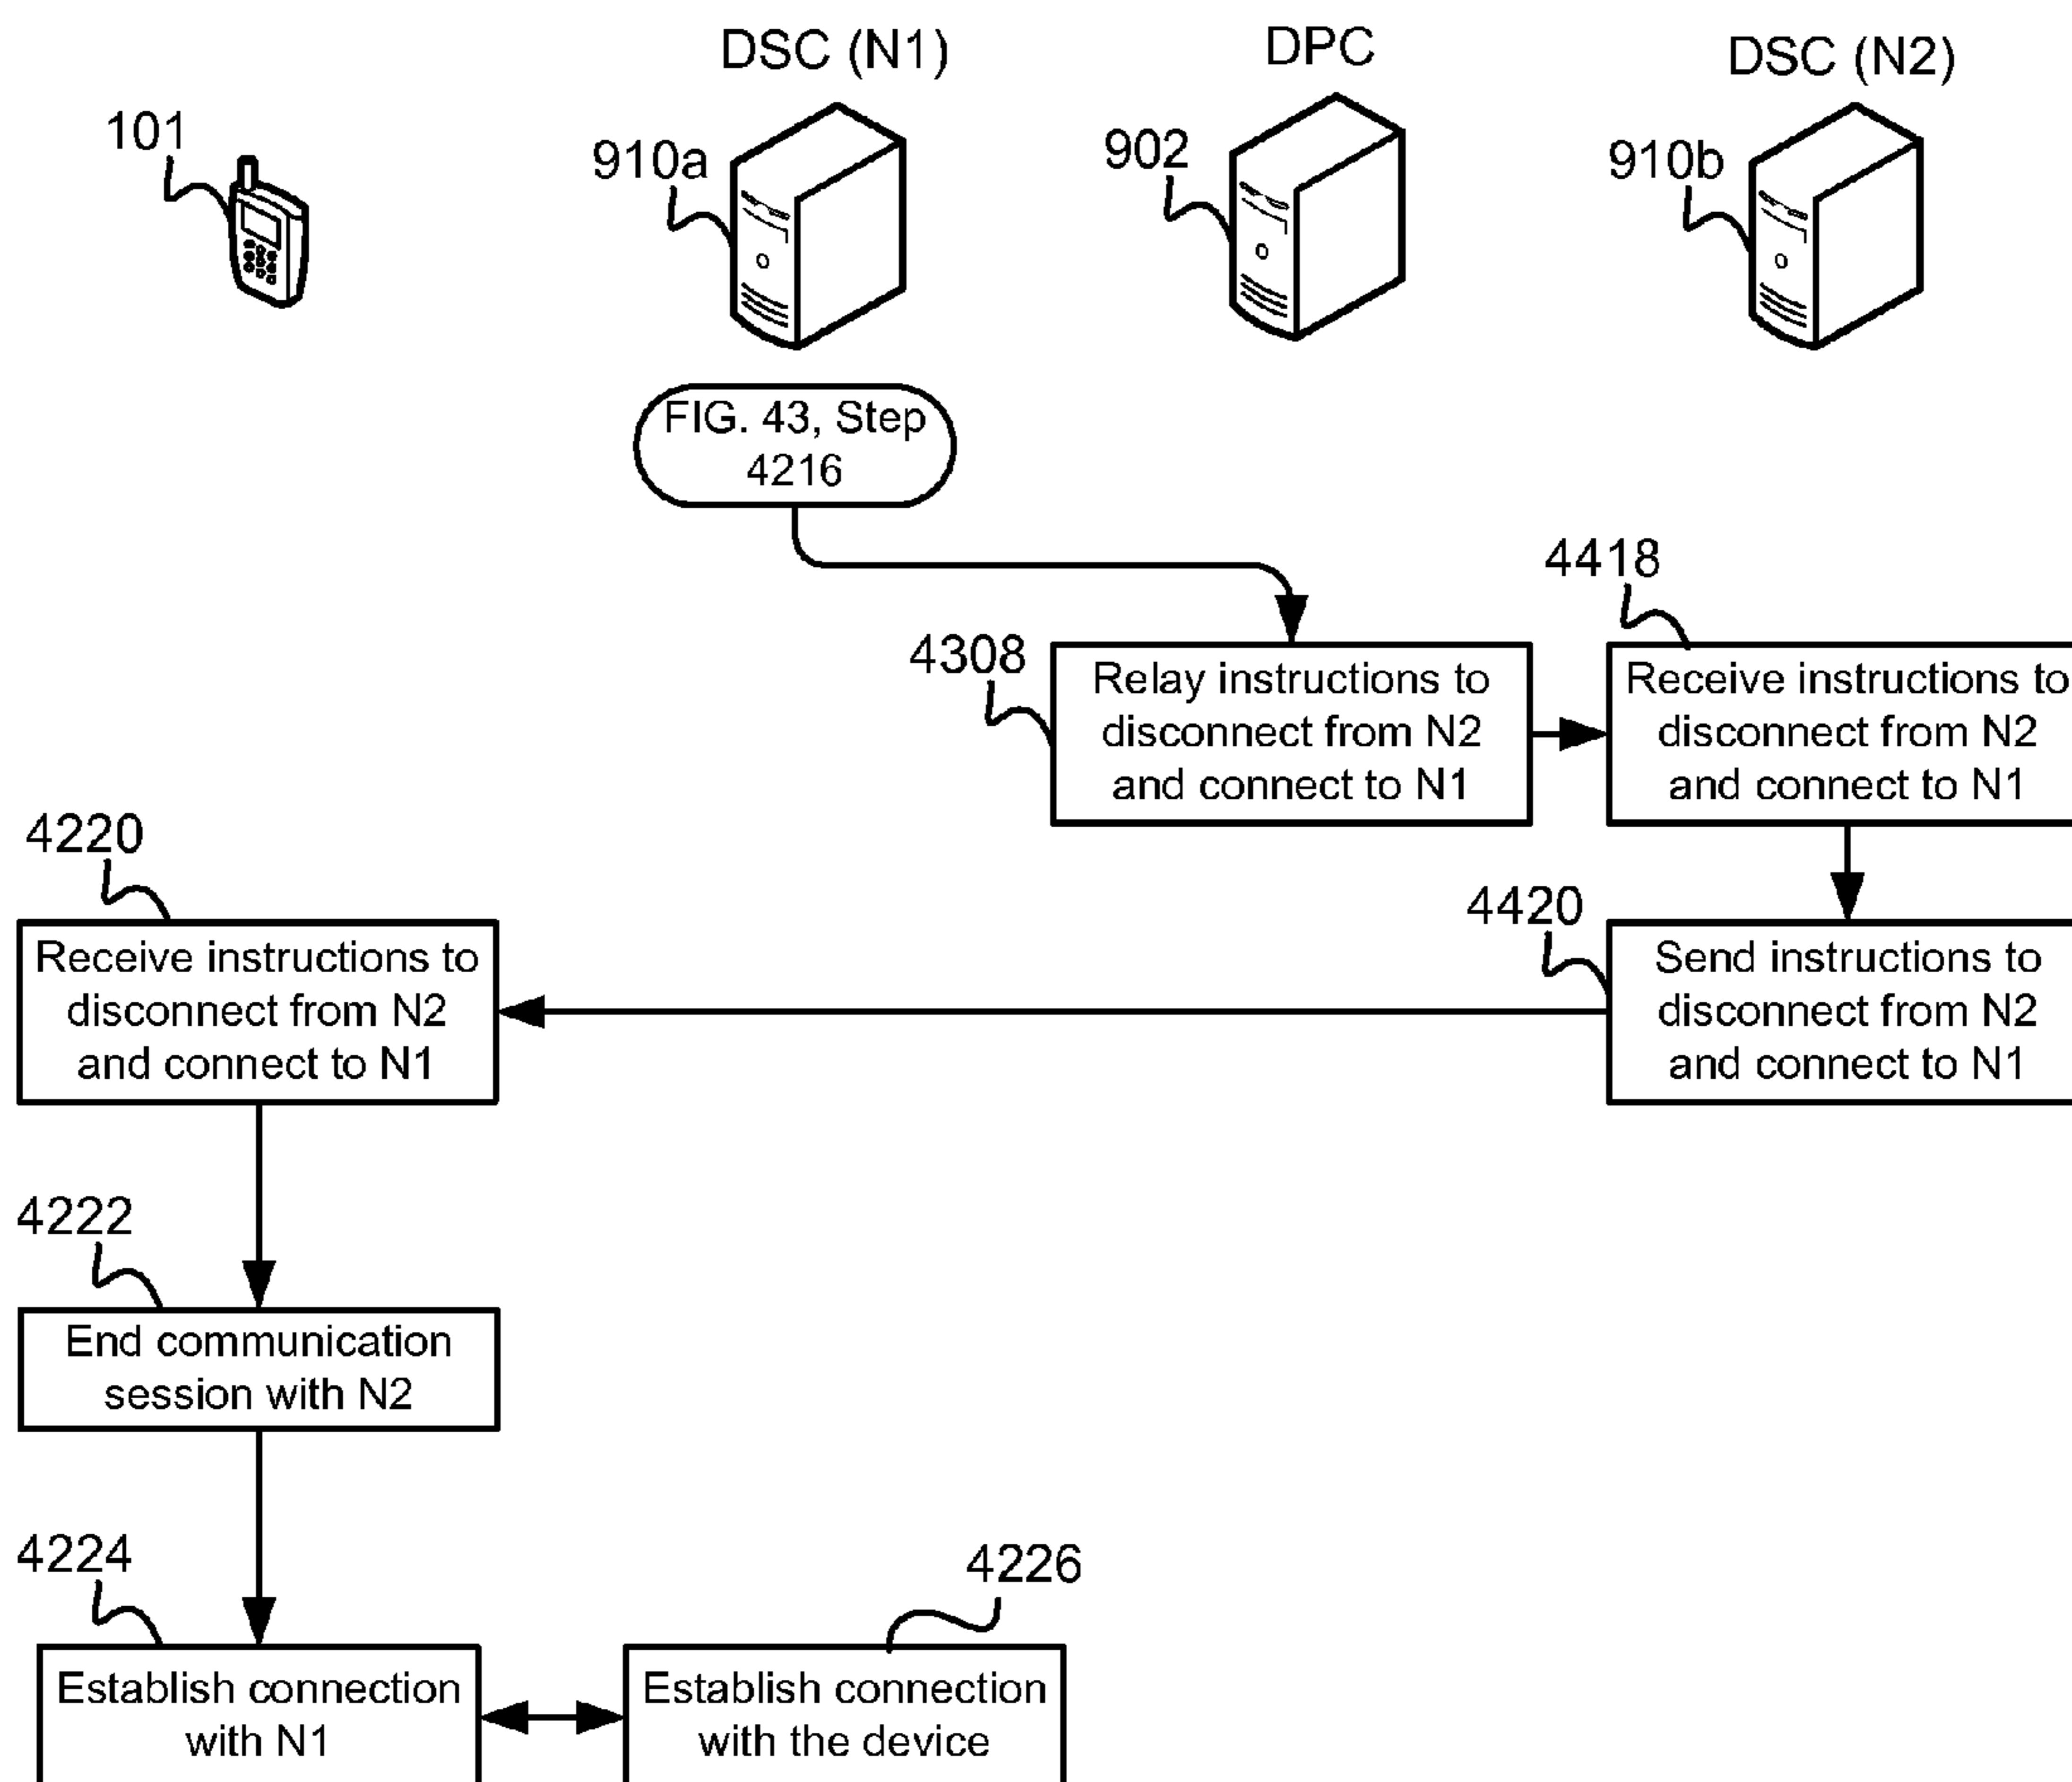 DSC (N1)
DPC
DSC (N2)
101
910a
902
910b
FIG. 43, Step
4216
4418
4308
Relay instructions to
disconnect from N2
and connect to N1
Receive instructions to
disconnect from N2
and connect to N1
4220
4420
Receive instructions to
disconnect from N2
and connect to N1
Send instructions to
disconnect from N2
and connect to N1
4222
End communication
session with N2
4224
4226
Establish connection
with N1
Establish connection
with the device